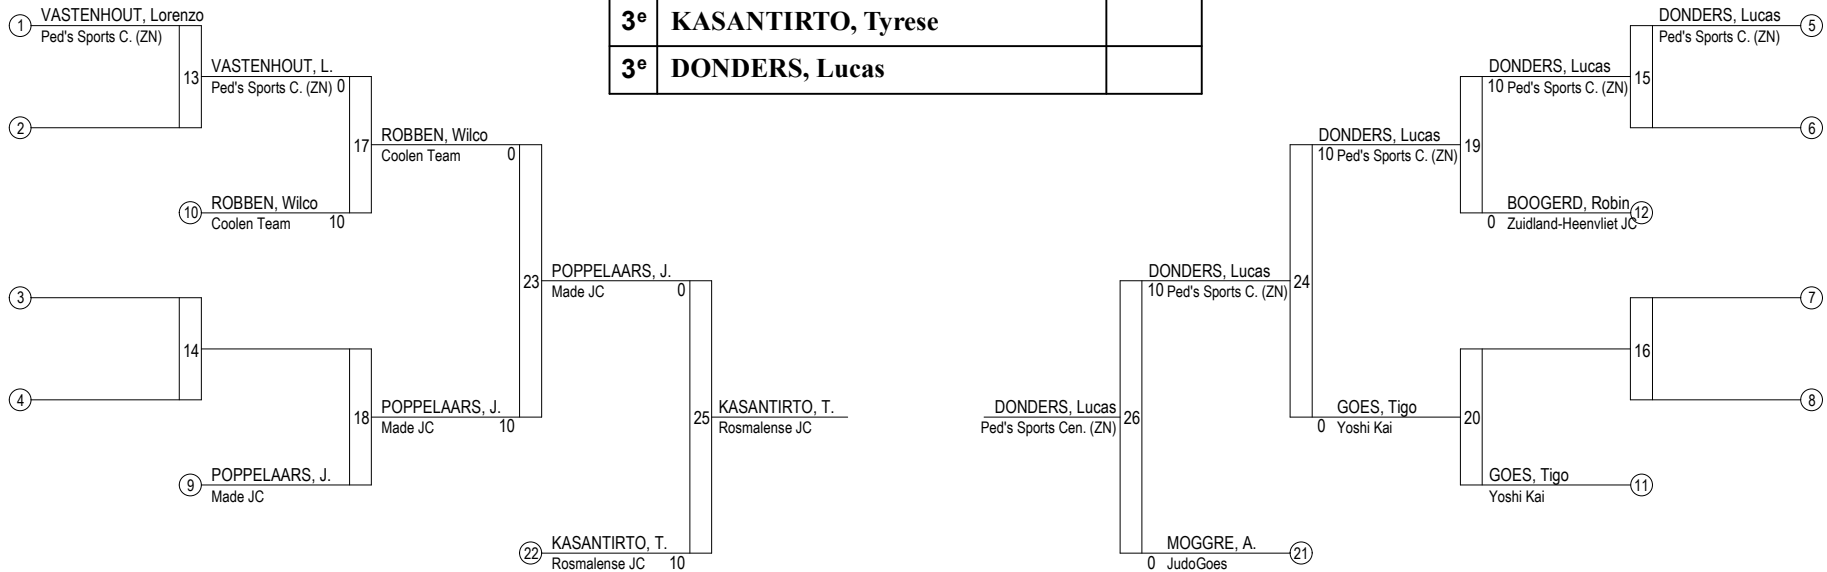 3e KASANTIRTO, Tyrese
3e DONDERS, Lucas
1 VASTENHOUT, Lorenzo
Ped's Sports C. (ZN)
13 VASTENHOUT, L.
Ped's Sports C. (ZN) 0
2
17 ROBBEN, Wilco
Coolen Team 0
10 ROBBEN, Wilco
Coolen Team 10
23 POPPELAARS, J.
Made JC 0
3
14
4
18 POPPELAARS, J.
Made JC 10
9 POPPELAARS, J.
Made JC
25 KASANTIRTO, T.
Rosmalense JC
22 KASANTIRTO, T.
Rosmalense JC 10
DONDERS, Lucas 5
Ped's Sports C. (ZN)
DONDERS, Lucas 15
10 Ped's Sports C. (ZN)
6
DONDERS, Lucas 19
10 Ped's Sports C. (ZN)
BOOGERD, Robin 12
0 Zuidland-Heenvliet JC
DONDERS, Lucas 24
10 Ped's Sports C. (ZN)
7
16
8
GOES, Tigo 20
0 Yoshi Kai
GOES, Tigo 11
Yoshi Kai
DONDERS, Lucas 26
Ped's Sports Cen. (ZN)
MOGGRE, A. 21
0 JudoGoes